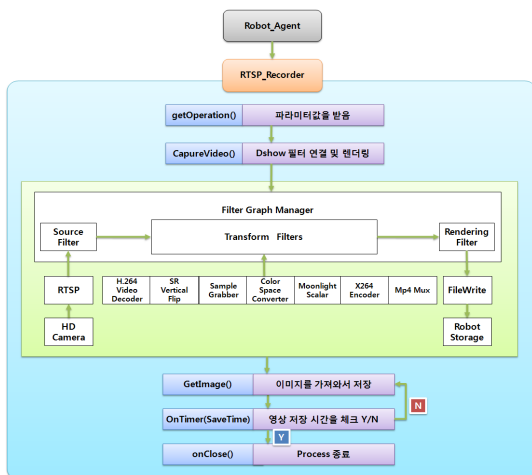 Robot_Agent
RTSP_Recorder
getOperation() 파라미터값을 받음
CapureVideo() Dshow 필터 연결 및 렌더링
Filter Graph Manager
Source
Filter
Transform Filters
Rendering
Filter
RTSP
H.264
Video
Decoder
SR
Vertical
Flip
Sample
Grabber
Color
Space
Converter
Moonlight
Scalar
X264
Encoder
Mp4 Mux
FileWrite
HD
Camera
Robot
Storage
GetImage() 이미지를 가져와서 저장
N
OnTimer(SaveTime) 영상 저장 시간을 체크 Y/N
Y
onClose() Process 종료